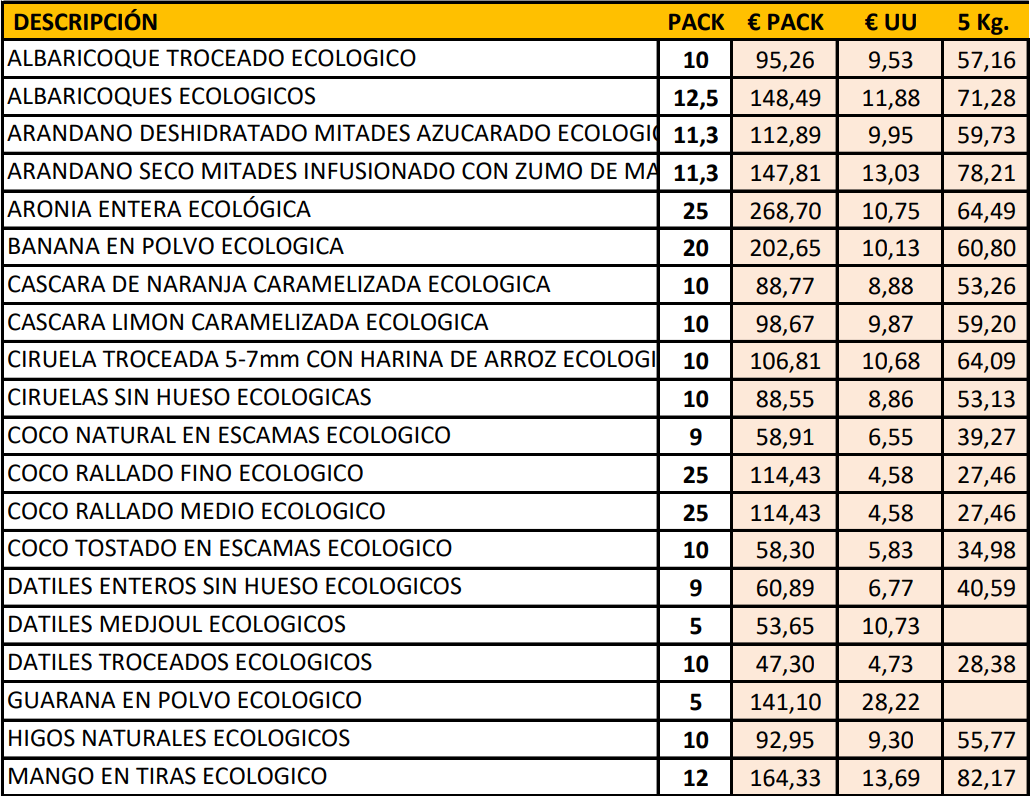 DESCRIPCIÓN PACK € PACK € UU 5 Kg.
ALBARICOQUE TROCEADO ECOLOGICO 10 95,26 9,53 57,16
ALBARICOQUES ECOLOGICOS 12,5 148,49 11,88 71,28
ARANDANO DESHIDRATADO MITADES AZUCARADO ECOLOGIC 11,3 112,89 9,95 59,73
ARANDANO SECO MITADES INFUSIONADO CON ZUMO DE MA 11,3 147,81 13,03 78,21
ARONIA ENTERA ECOLÓGICA 25 268,70 10,75 64,49
BANANA EN POLVO ECOLOGICA 20 202,65 10,13 60,80
CASCARA DE NARANJA CARAMELIZADA ECOLOGICA 10 88,77 8,88 53,26
CASCARA LIMON CARAMELIZADA ECOLOGICA 10 98,67 9,87 59,20
CIRUELA TROCEADA 5-7mm CON HARINA DE ARROZ ECOLOGI 10 106,81 10,68 64,09
CIRUELAS SIN HUESO ECOLOGICAS 10 88,55 8,86 53,13
COCO NATURAL EN ESCAMAS ECOLOGICO 9 58,91 6,55 39,27
COCO RALLADO FINO ECOLOGICO 25 114,43 4,58 27,46
COCO RALLADO MEDIO ECOLOGICO 25 114,43 4,58 27,46
COCO TOSTADO EN ESCAMAS ECOLOGICO 10 58,30 5,83 34,98
DATILES ENTEROS SIN HUESO ECOLOGICOS 9 60,89 6,77 40,59
DATILES MEDJOUL ECOLOGICOS 5 53,65 10,73
DATILES TROCEADOS ECOLOGICOS 10 47,30 4,73 28,38
GUARANA EN POLVO ECOLOGICO 5 141,10 28,22
HIGOS NATURALES ECOLOGICOS 10 92,95 9,30 55,77
MANGO EN TIRAS ECOLOGICO 12 164,33 13,69 82,17